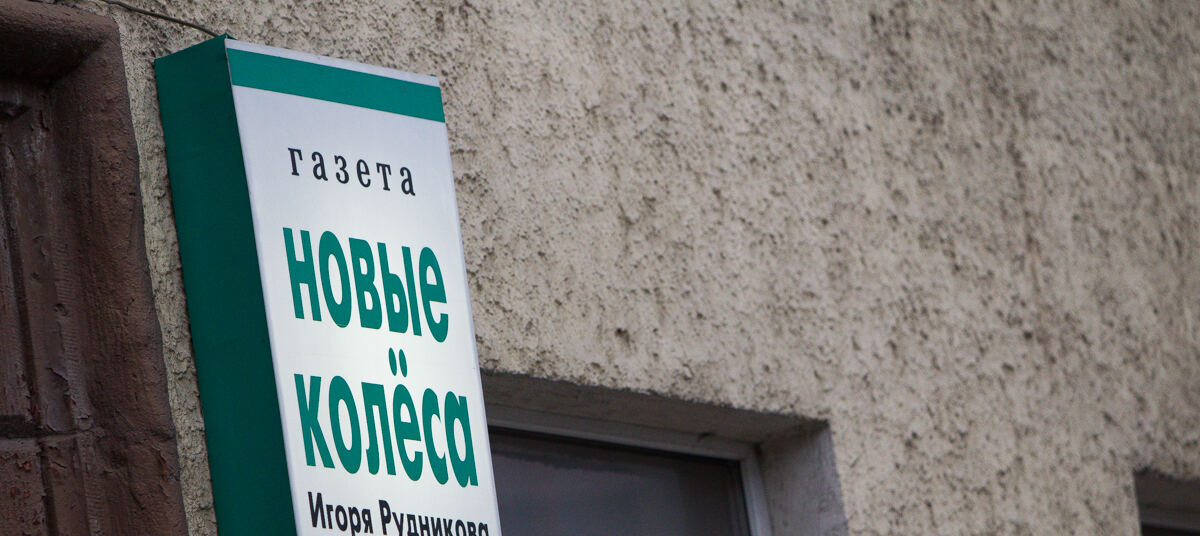 газета
новые
колёса
Игоря Рудникова